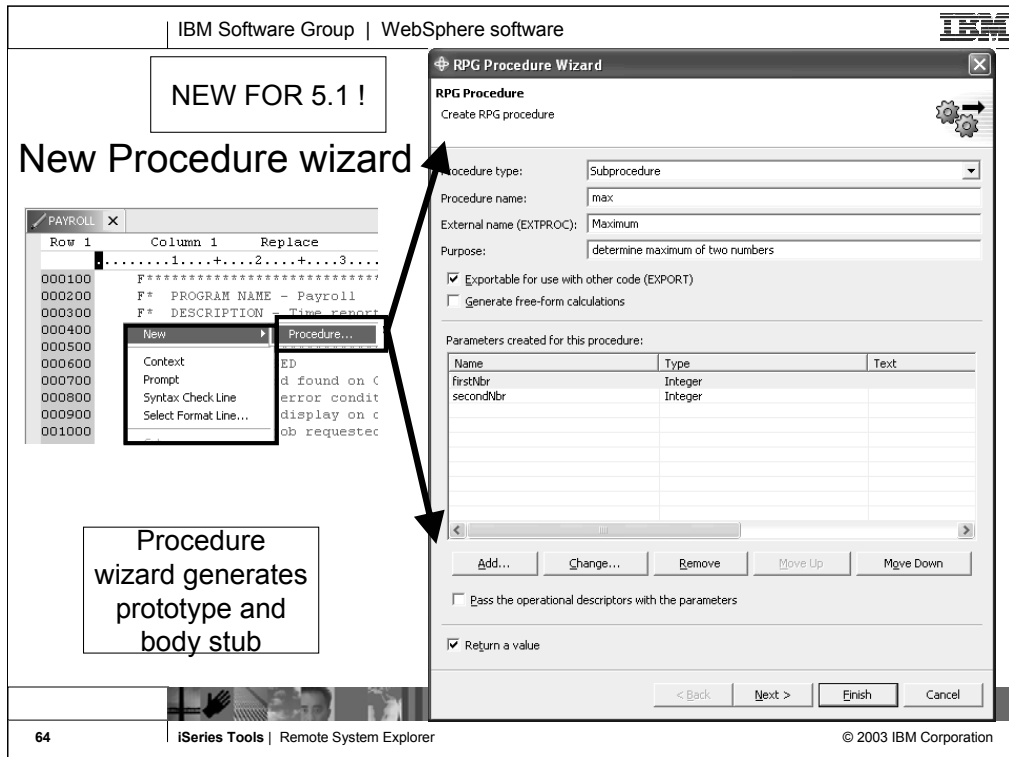 IBM Software Group | WebSphere software
IBM
NEW FOR 5.1 !
New Procedure wizard
PAYROLL X
Row 1 Column 1 Replace
........1....+....2....+....3....
000100 F*****************************
000200 F* PROGRAM NAME - Payroll
000300 F* DESCRIPTION - Time report
000400
000500
000600 ED
000700 d found on C
000800 error condit
000900 display on c
001000 ob requested
New
Procedure...
Context
Prompt
Syntax Check Line
Select Format Line...
Procedure
wizard generates
prototype and
body stub
RPG Procedure Wizard
RPG Procedure
Create RPG procedure
rocedure type: Subprocedure
Procedure name: max
External name (EXTPROC): Maximum
Purpose: determine maximum of two numbers
Exportable for use with other code (EXPORT)
Generate free-form calculations
Parameters created for this procedure:
Name Type Text
firstNbr Integer
secondNbr Integer
Add... Change... Remove Move Up Move Down
Pass the operational descriptors with the parameters
Return a value
< Back Next > Finish Cancel
64 iSeries Tools | Remote System Explorer © 2003 IBM Corporation